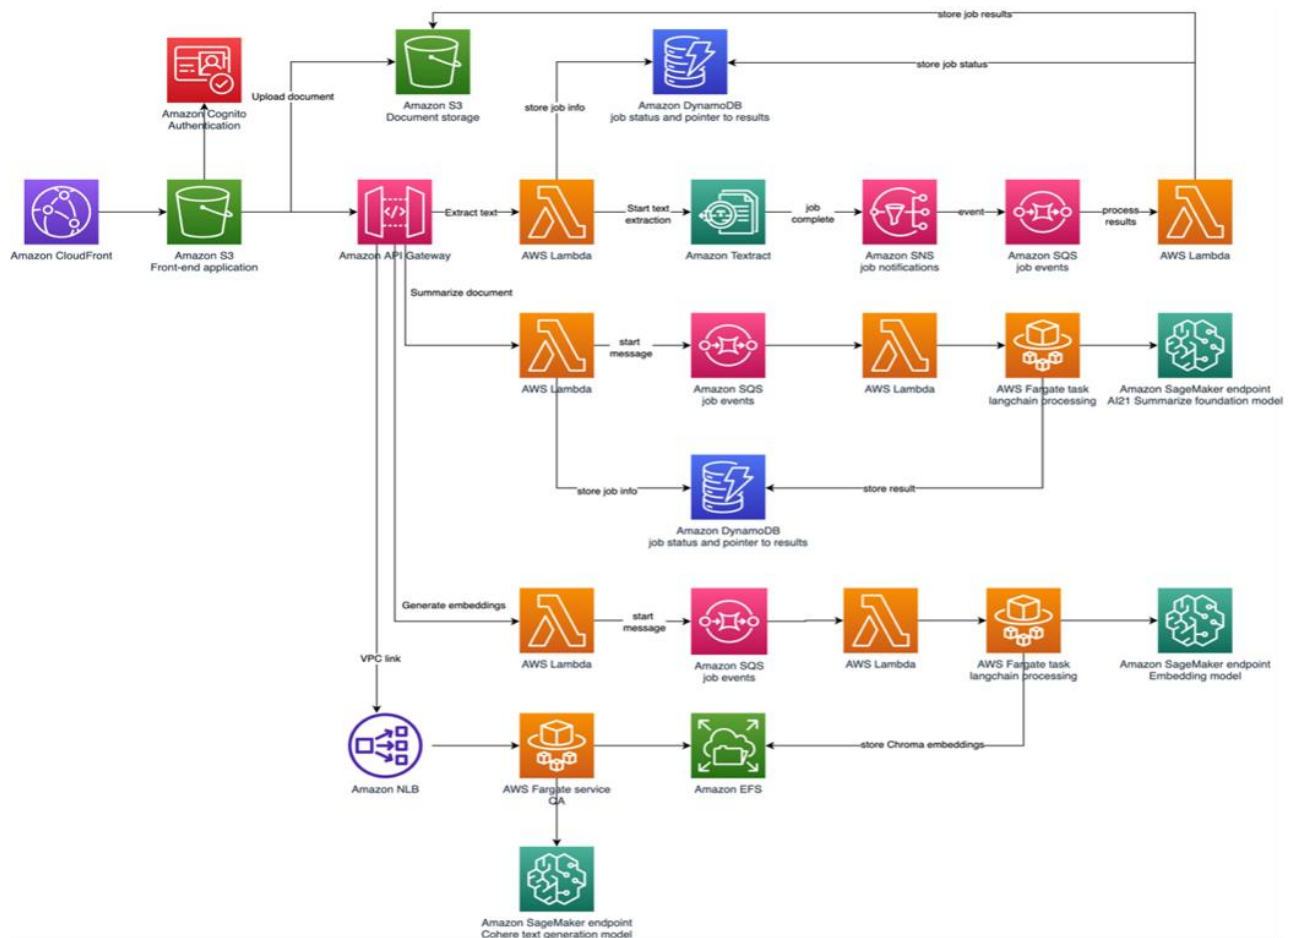 store job results
Upload document
store job info
store job status
Amazon S3
Document storage
Amazon DynamoDB
job status and pointer to results
Amazon Cognito
Authentication
Extract text
Start text
extraction
job
complete
event
process
results
Amazon CloudFront
Amazon S3
Front-end application
Amazon API Gateway
AWS Lambda
Amazon Textract
Amazon SNS
job notifications
Amazon SQS
job events
AWS Lambda
Summarize document
start
message
AWS Lambda
Amazon SQS
job events
AWS Lambda
AWS Fargate task
langchain processing
Amazon SageMaker endpoint
AI21 Summarize foundation model
store job info
store result
Amazon DynamoDB
job status and pointer to results
Generate embeddings
start
message
AWS Lambda
Amazon SQS
job events
AWS Lambda
AWS Fargate task
langchain processing
Amazon SageMaker endpoint
Embedding model
VPC link
store Chroma embeddings
Amazon NLB
AWS Fargate service
QA
Amazon EFS
Amazon SageMaker endpoint
Cohere text generation model